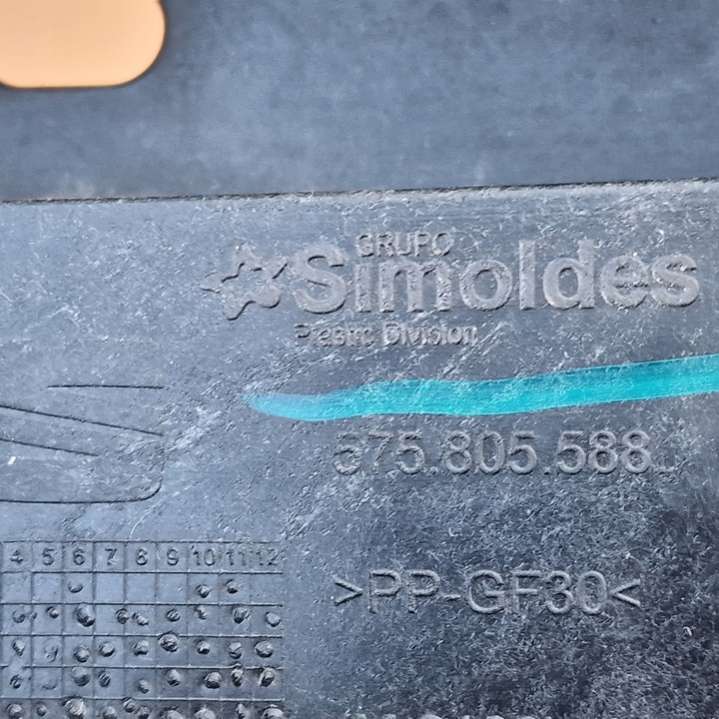 GRUPO
Simoldes
Plastic Division
575.805.588
4 5 6 7 8 9 10 11 12
>PP-GF30<